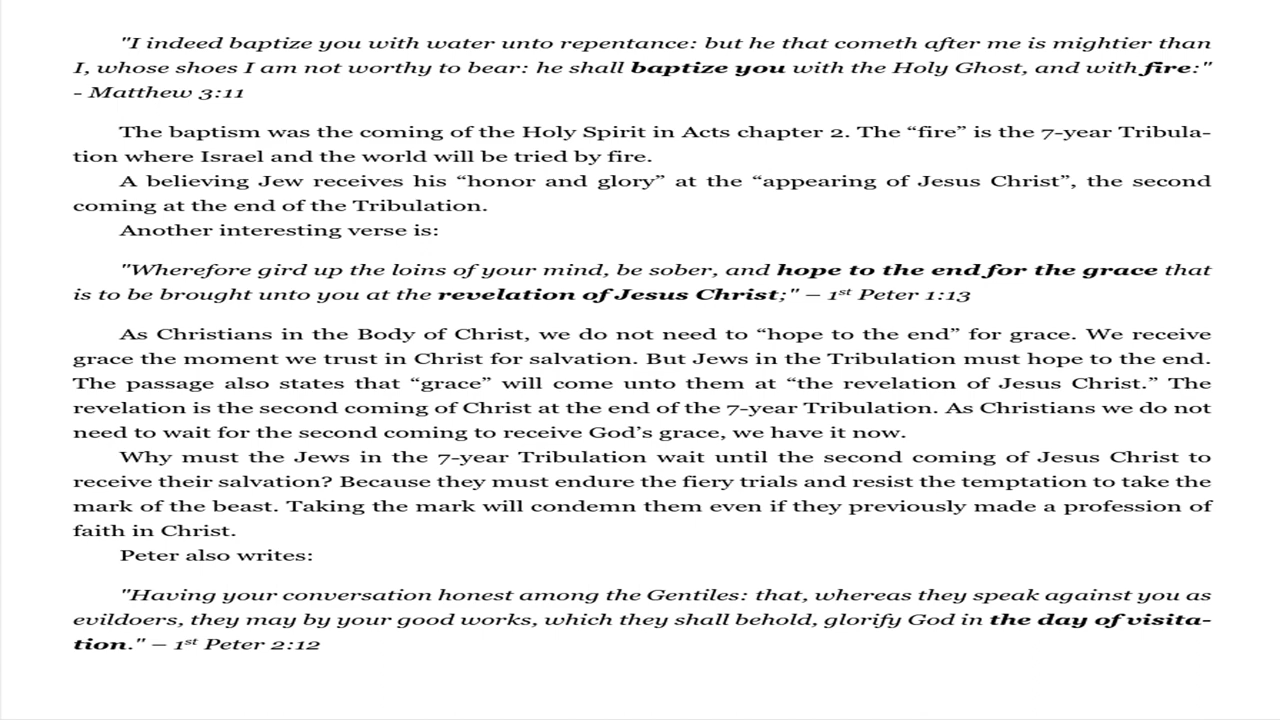 "I indeed baptize you with water unto repentance: but he that cometh after me is mightier than
I, whose shoes I am not worthy to bear: he shall baptize you with the Holy Ghost, and with fire:"
- Matthew 3:11
The baptism was the coming of the Holy Spirit in Acts chapter 2. The “fire” is the 7-year Tribula-
tion where Israel and the world will be tried by fire.
A believing Jew receives his “honor and glory” at the “appearing of Jesus Christ”, the second
coming at the end of the Tribulation.
Another interesting verse is:
"Wherefore gird up the loins of your mind, be sober, and hope to the end for the grace that
is to be brought unto you at the revelation of Jesus Christ;" – 1st Peter 1:13
As Christians in the Body of Christ, we do not need to “hope to the end” for grace. We receive
grace the moment we trust in Christ for salvation. But Jews in the Tribulation must hope to the end.
The passage also states that “grace” will come unto them at “the revelation of Jesus Christ.” The
revelation is the second coming of Christ at the end of the 7-year Tribulation. As Christians we do not
need to wait for the second coming to receive God’s grace, we have it now.
Why must the Jews in the 7-year Tribulation wait until the second coming of Jesus Christ to
receive their salvation? Because they must endure the fiery trials and resist the temptation to take the
mark of the beast. Taking the mark will condemn them even if they previously made a profession of
faith in Christ.
Peter also writes:
"Having your conversation honest among the Gentiles: that, whereas they speak against you as
evildoers, they may by your good works, which they shall behold, glorify God in the day of visita-
tion." – 1st Peter 2:12